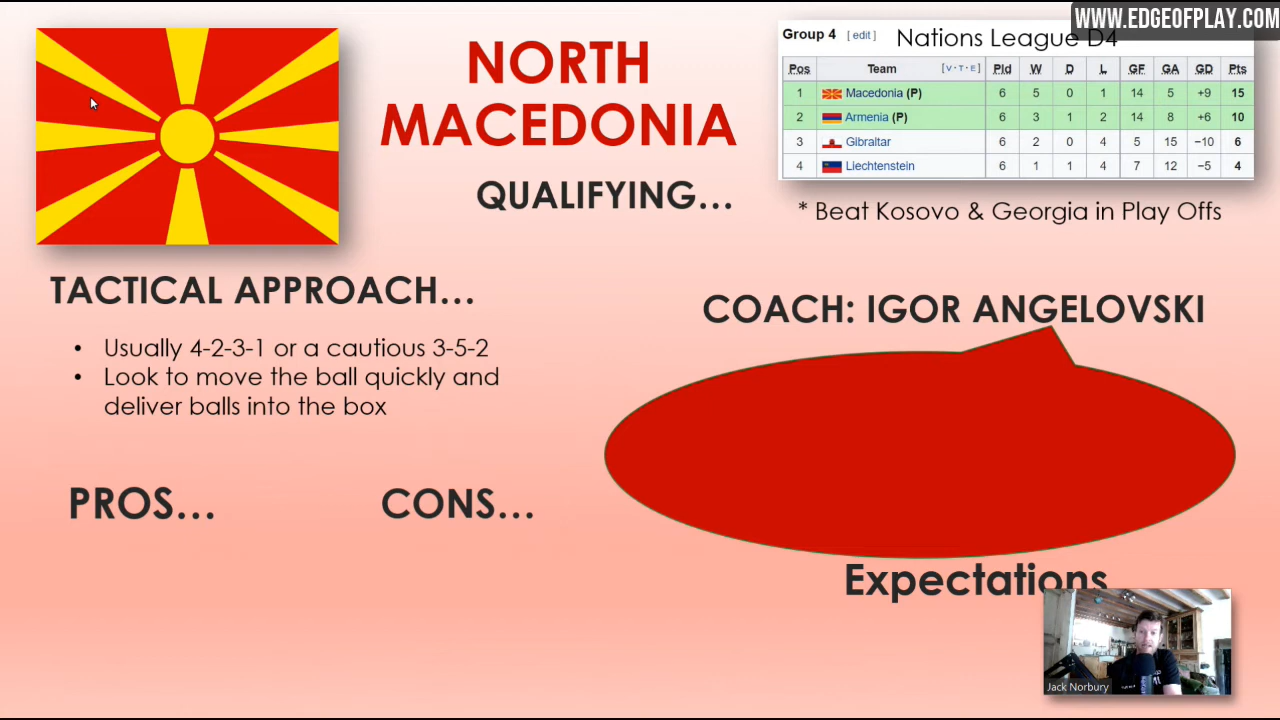 WWW.EDGEOFPLAY.COM
NORTH
MACEDONIA
QUALIFYING...
Group 4 [ edit ] Nations League D4
Pos Team [V·T·E] Pld W D L GF GA GD Pts
1 Macedonia (P) 6 5 0 1 14 5 +9 15
2 Armenia (P) 6 3 1 2 14 8 +6 10
3 Gibraltar 6 2 0 4 5 15 −10 6
4 Liechtenstein 6 1 1 4 7 12 −5 4
* Beat Kosovo & Georgia in Play Offs
TACTICAL APPROACH...
• Usually 4-2-3-1 or a cautious 3-5-2
• Look to move the ball quickly and
deliver balls into the box
COACH: IGOR ANGELOVSKI
PROS...
CONS...
Expectations
Jack Norbury